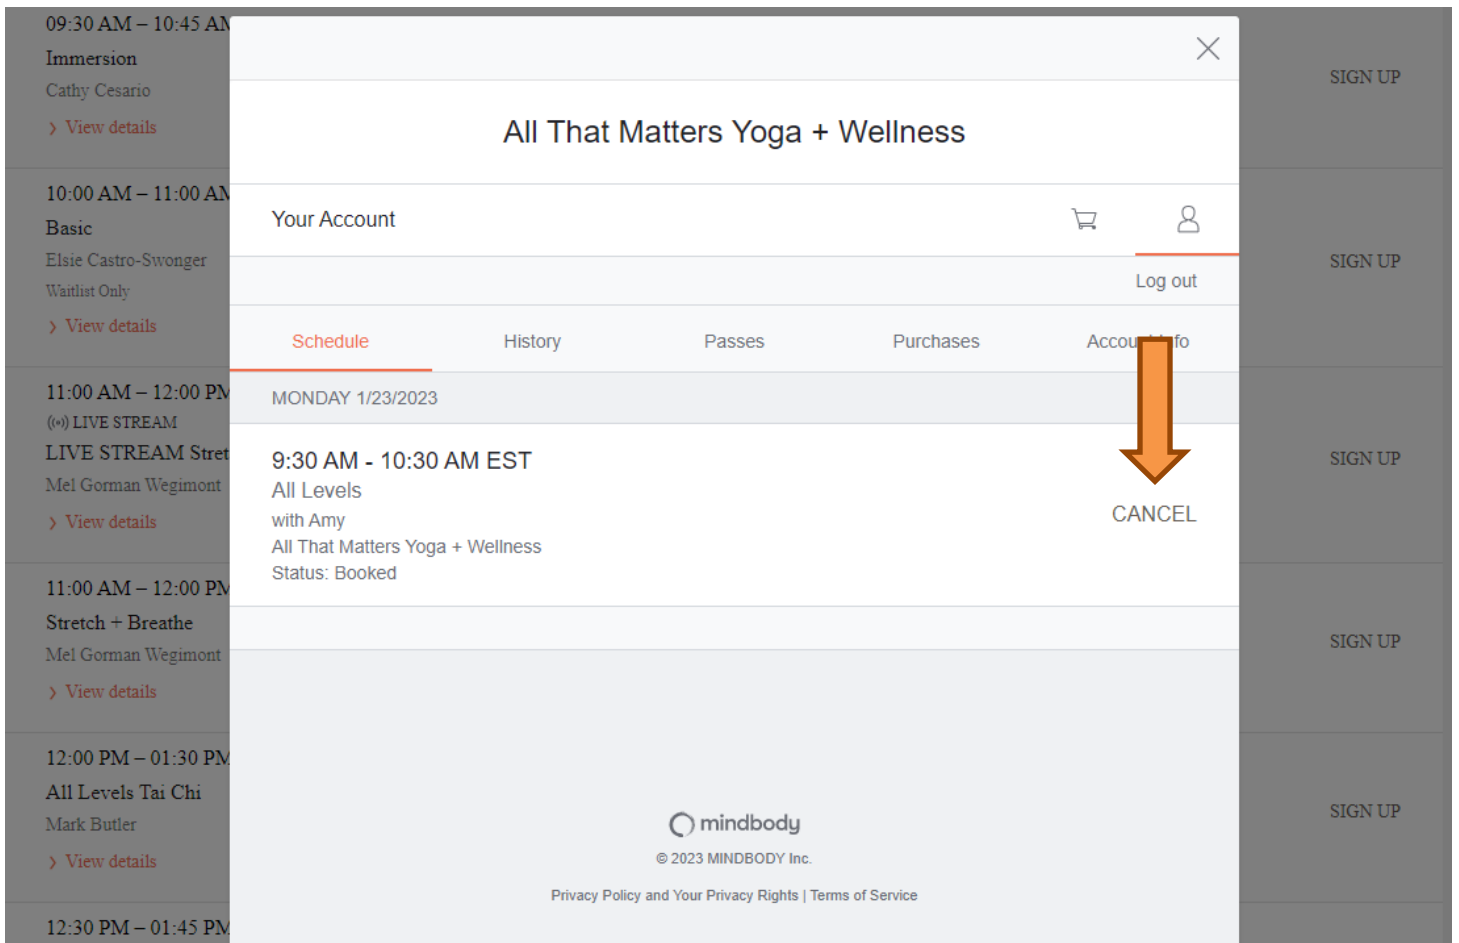 09:30 AM – 10:45 AM
Immersion
Cathy Cesario
View details
SIGN UP
10:00 AM – 11:00 AM
Basic
Elsie Castro-Swonger
Waitlist Only
View details
SIGN UP
11:00 AM – 12:00 PM
LIVE STREAM
LIVE STREAM Stret
Mel Gorman Wegimont
View details
SIGN UP
11:00 AM – 12:00 PM
Stretch + Breathe
Mel Gorman Wegimont
View details
SIGN UP
12:00 PM – 01:30 PM
All Levels Tai Chi
Mark Butler
View details
SIGN UP
12:30 PM – 01:45 PM
All That Matters Yoga + Wellness
Your Account
Log out
Schedule History Passes Purchases
MONDAY 1/23/2023
9:30 AM - 10:30 AM EST
All Levels
with Amy
All That Matters Yoga + Wellness
Status: Booked
CANCEL
mindbody
© 2023 MINDBODY Inc.
Privacy Policy and Your Privacy Rights | Terms of Service